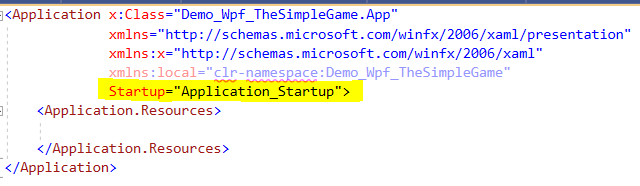 <Application x:Class="Demo_Wpf_TheSimpleGame.App"
xmlns="http://schemas.microsoft.com/winfx/2006/xaml/presentation"
xmlns:x="http://schemas.microsoft.com/winfx/2006/xaml"
xmlns:local="clr-namespace:Demo_Wpf_TheSimpleGame"
Startup="Application_Startup">
<Application.Resources>
</Application.Resources>
</Application>